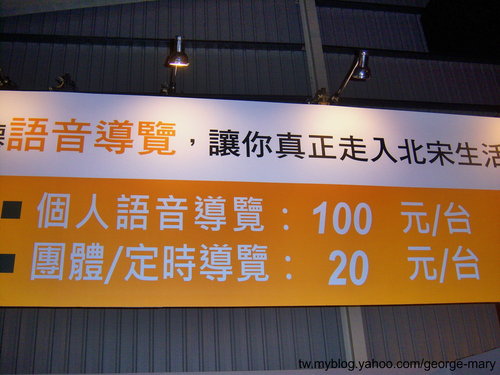 語音導覽,讓你真正走入北宋生活
■ 個人語音導覽: 100 元/台
■ 團體/定時導覽: 20 元/台
tw.myblog.yahoo.com/george-mary